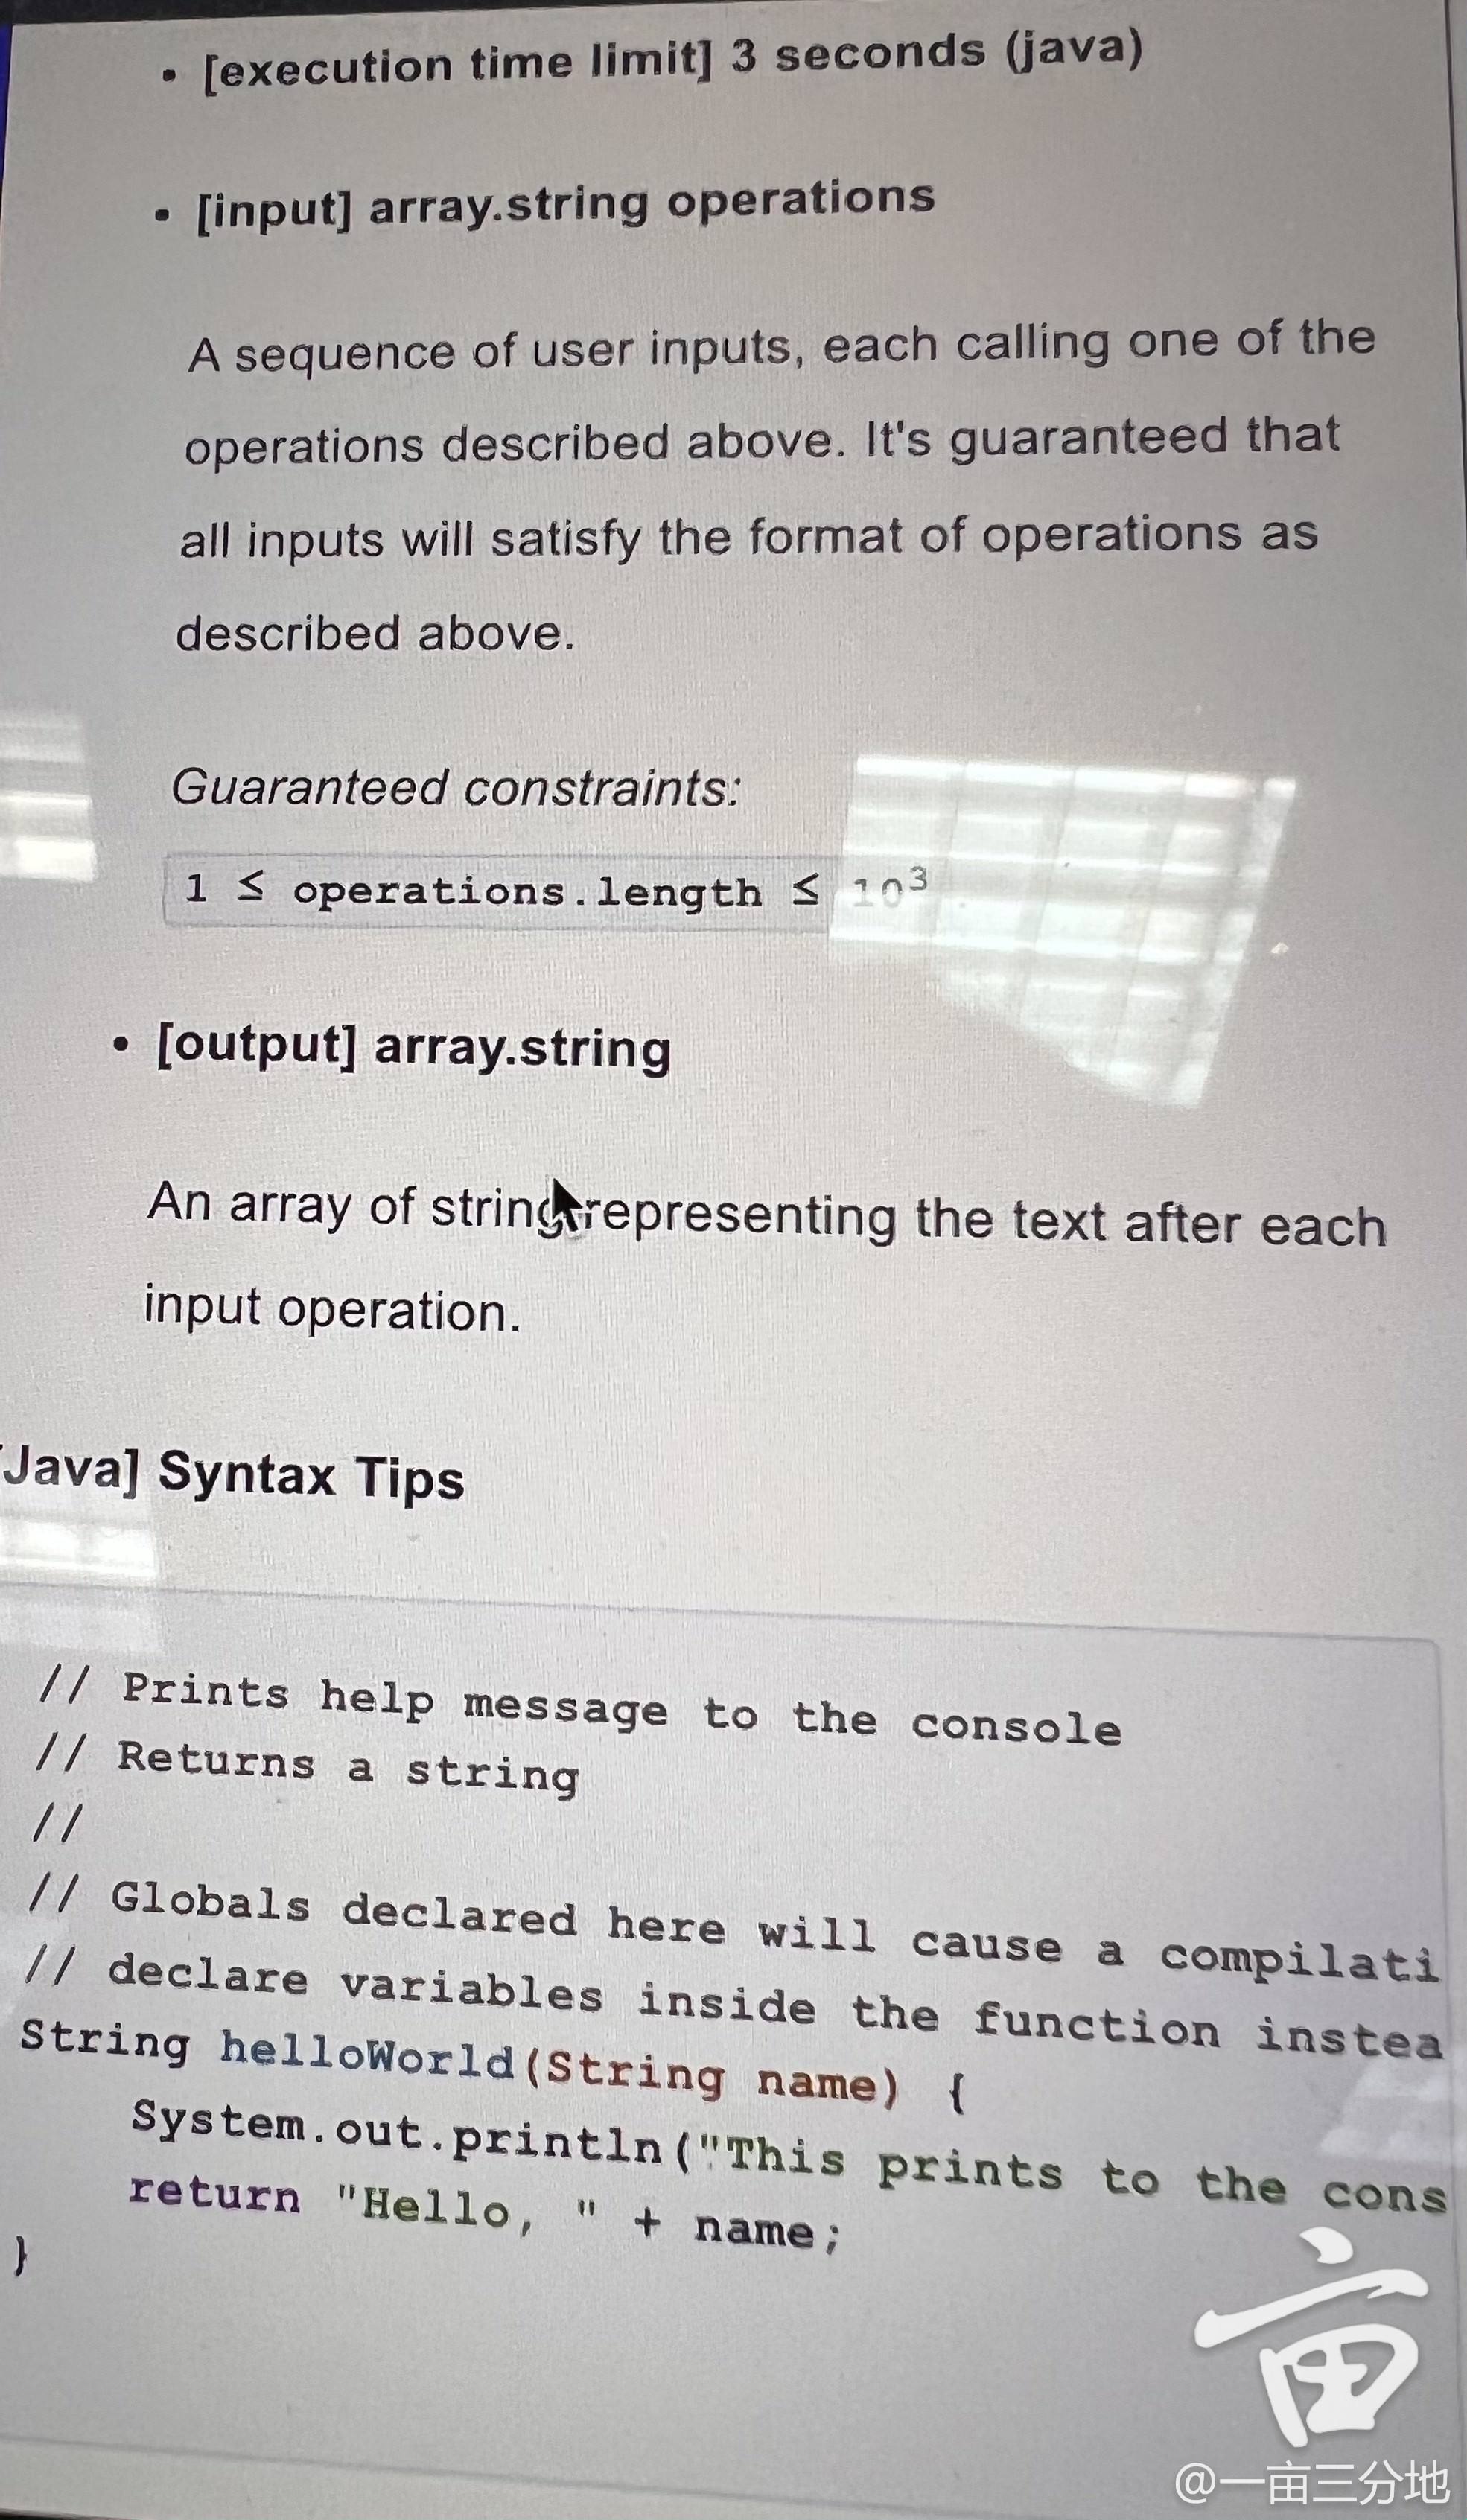 • [execution time limit] 3 seconds (java)
• [input] array.string operations
A sequence of user inputs, each calling one of the
operations described above. It's guaranteed that
all inputs will satisfy the format of operations as
described above.
Guaranteed constraints:
1 ≤ operations.length ≤ 10³
• [output] array.string
An array of string representing the text after each
input operation.
Java] Syntax Tips
// Prints help message to the console
// Returns a string
//
// Globals declared here will cause a compilati
// declare variables inside the function instea
String helloWorld(String name) {
    System.out.println("This prints to the cons
    return "Hello, " + name;
}
亩
@一亩三分地